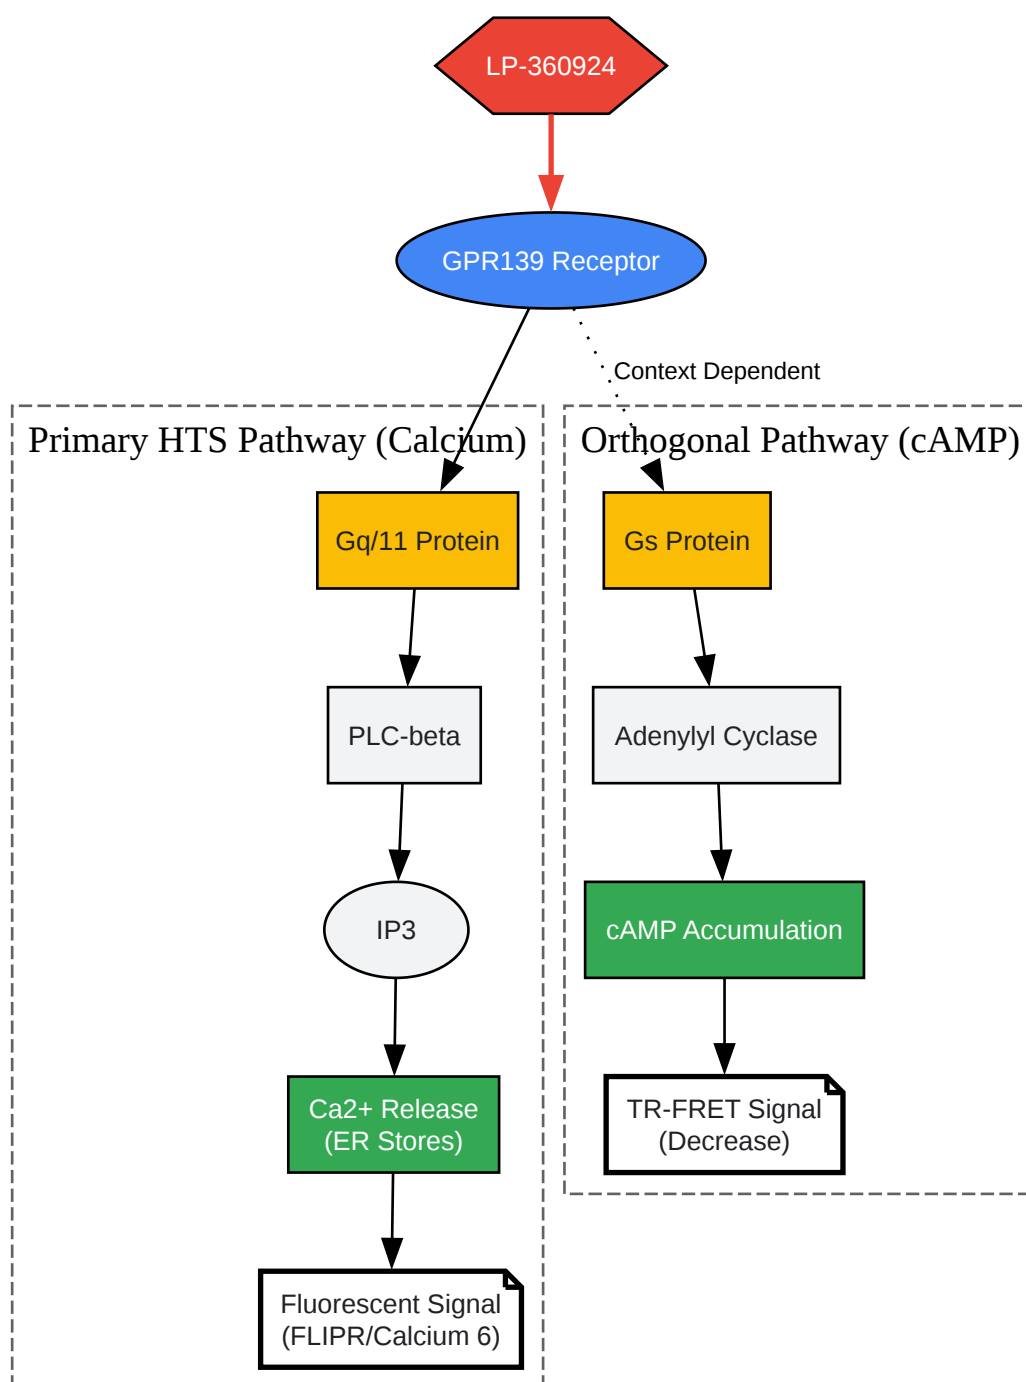 LP-360924
GPR139 Receptor
Context Dependent
Primary HTS Pathway (Calcium)
Gq/11 Protein
PLC-beta
IP3
Ca2+ Release
(ER Stores)
Fluorescent Signal
(FLIPR/Calcium 6)
Orthogonal Pathway (cAMP)
Gs Protein
Adenylyl Cyclase
cAMP Accumulation
TR-FRET Signal
(Decrease)